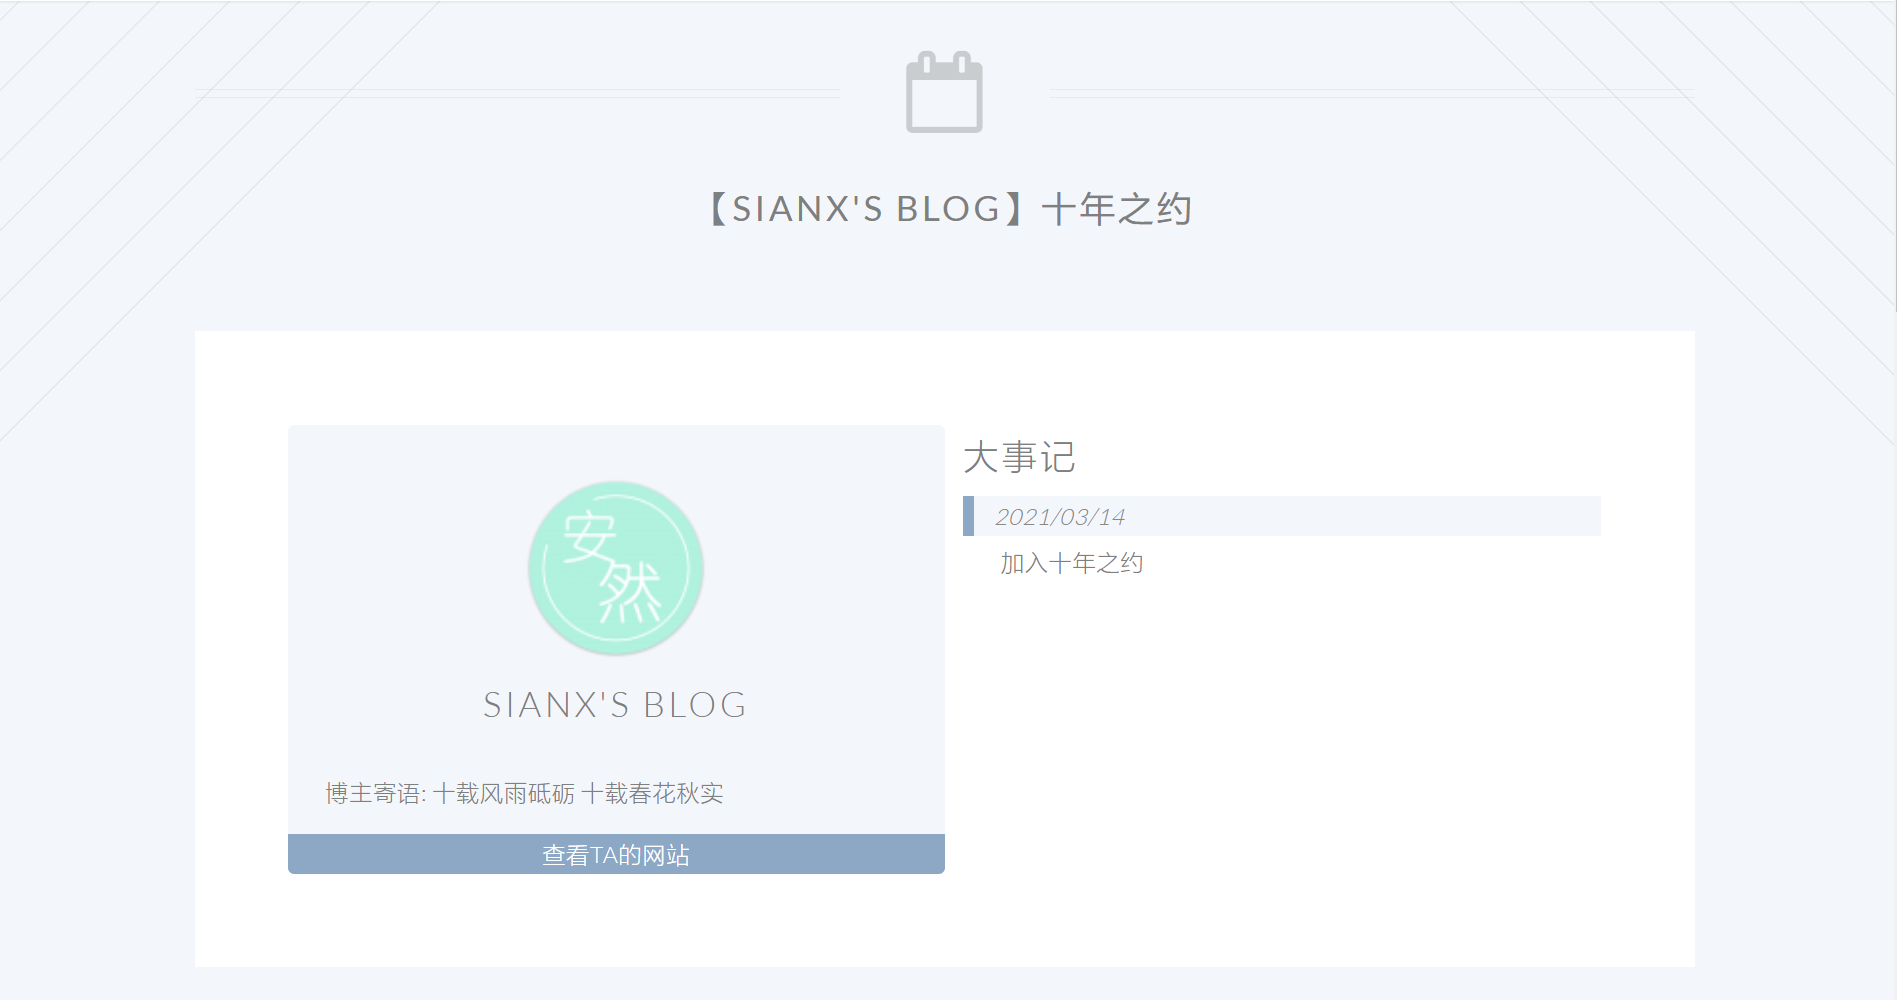 【SIANX'S BLOG】十年之约
安
然
SIANX'S BLOG
博主寄语: 十载风雨砥砺 十载春花秋实
查看TA的网站
大事记
2021/03/14
加入十年之约